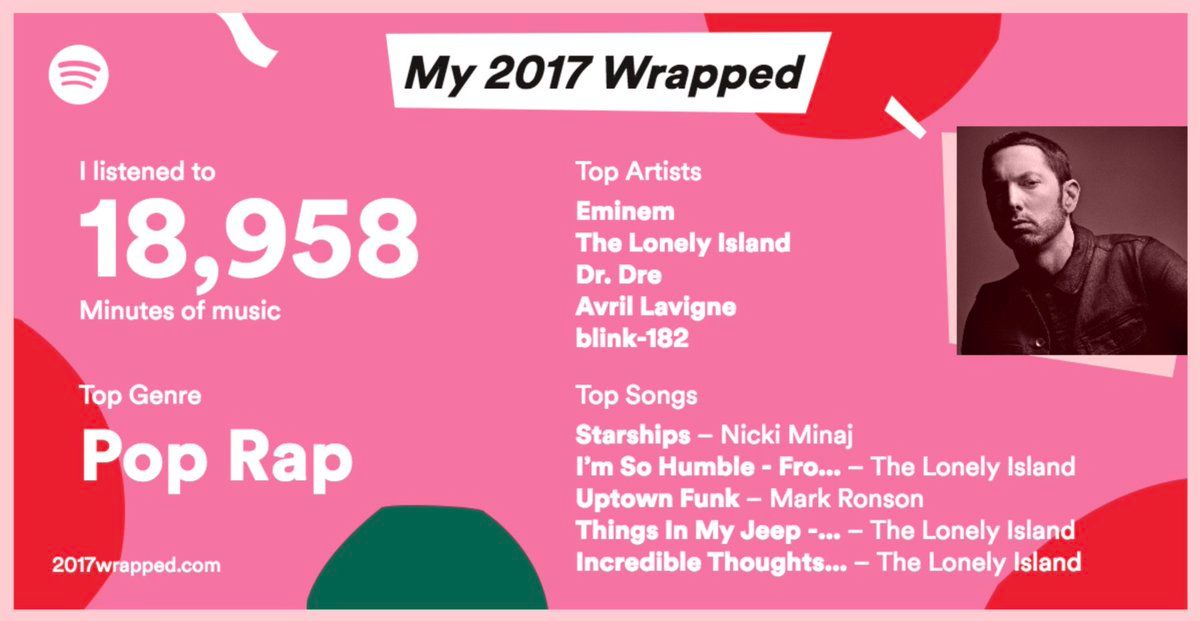 My 2017 Wrapped
I listened to
18,958
Minutes of music
Top Genre
Pop Rap
2017wrapped.com
Top Artists
Eminem
The Lonely Island
Dr. Dre
Avril Lavigne
blink-182
Top Songs
Starships – Nicki Minaj
I'm So Humble - Fro... – The Lonely Island
Uptown Funk – Mark Ronson
Things In My Jeep -... – The Lonely Island
Incredible Thoughts... – The Lonely Island